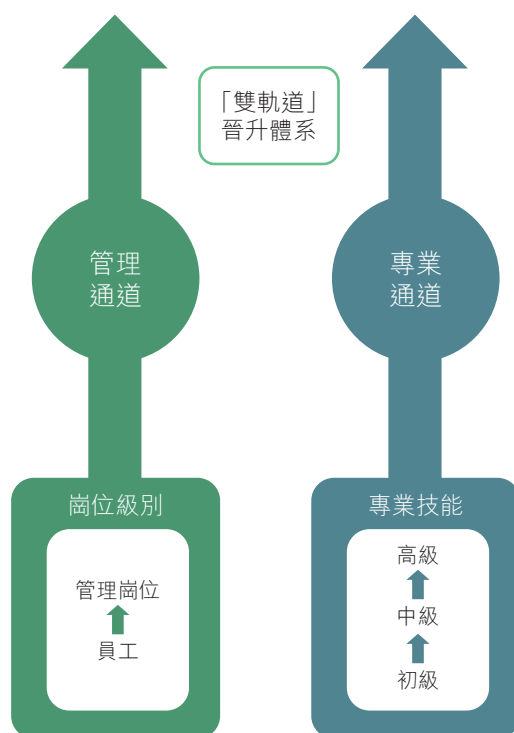 「雙軌道」
晉升體系
管理
通道
專業
通道
崗位級別
管理崗位
員工
專業技能
高級
中級
初級